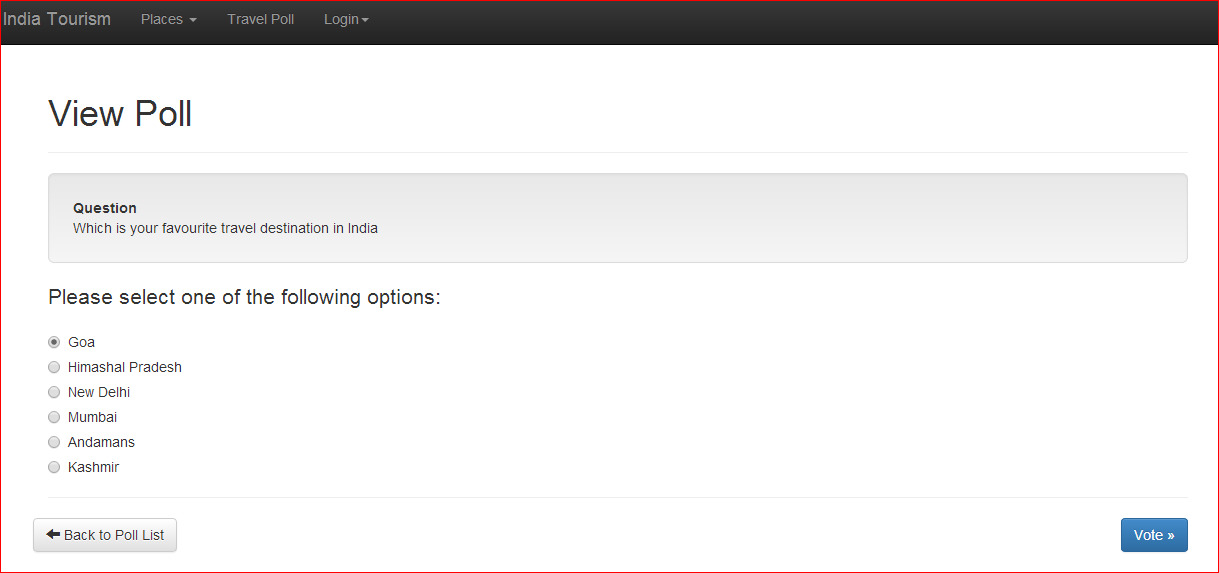 India Tourism Places Travel Poll Login
View Poll
Question
Which is your favourite travel destination in India
Please select one of the following options:
Goa
Himashal Pradesh
New Delhi
Mumbai
Andamans
Kashmir
Back to Poll List Vote »